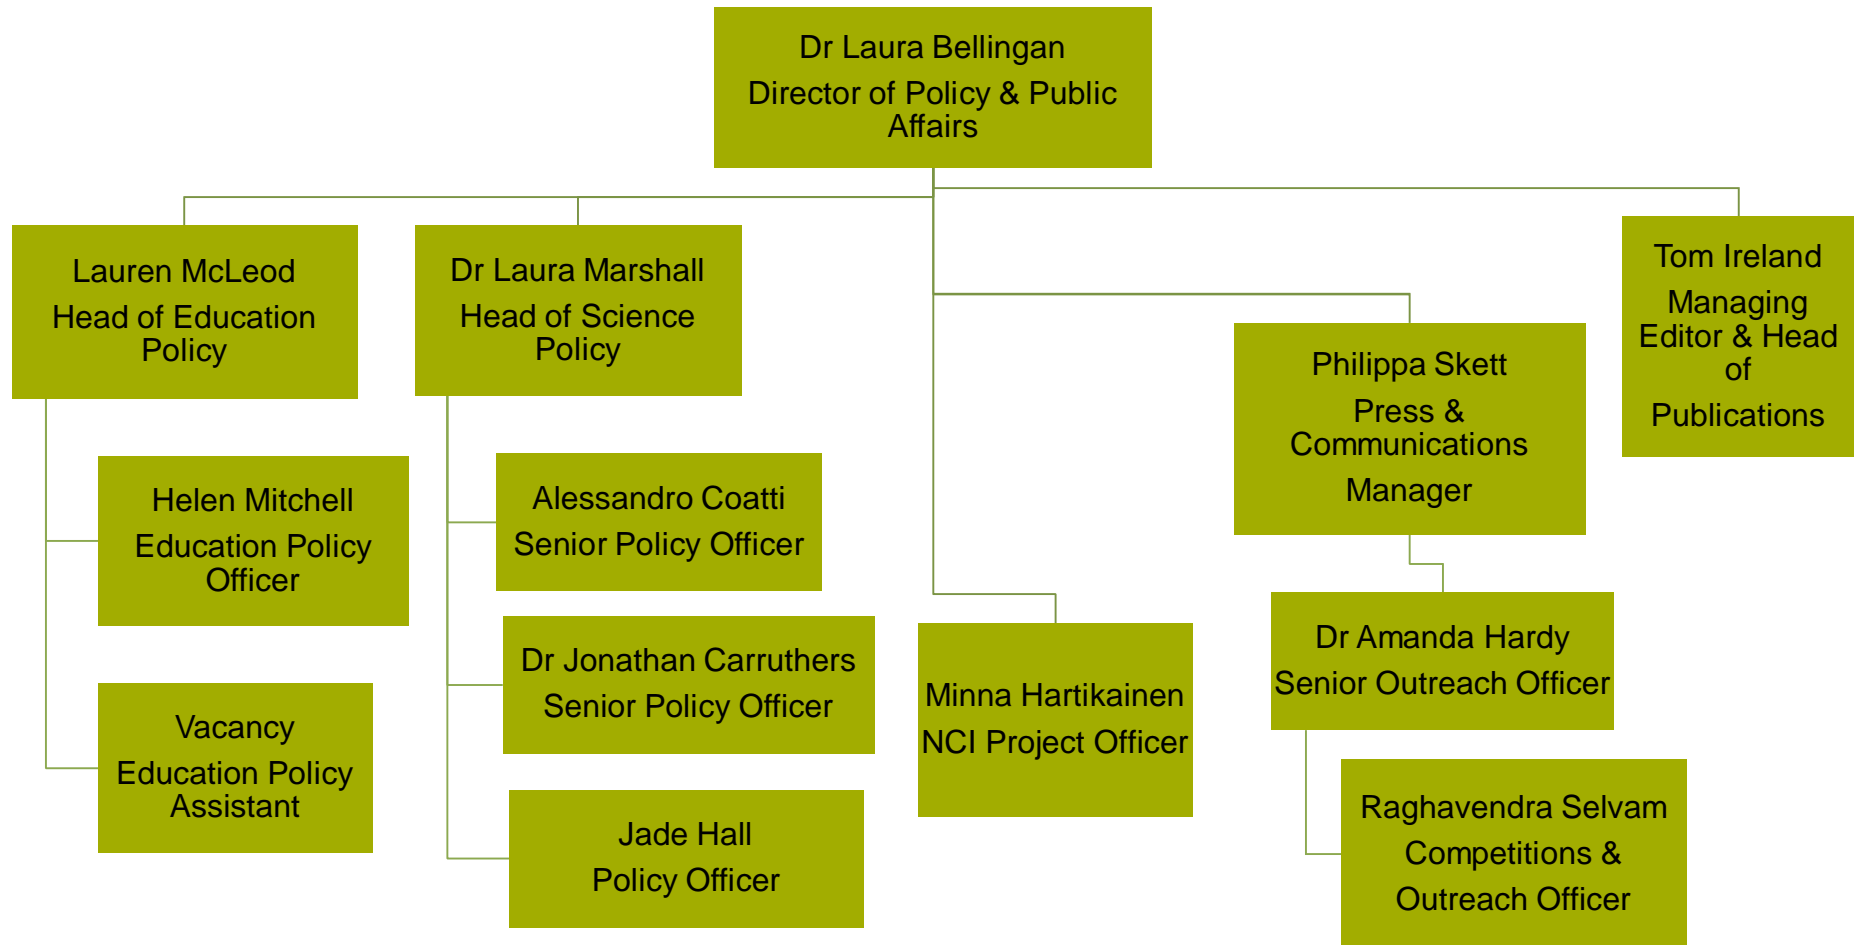 Dr Laura Bellingan
Director of Policy & Public
Affairs
Lauren McLeod
Head of Education
Policy
Dr Laura Marshall
Head of Science
Policy
Tom Ireland
Managing
Editor & Head
of
Publications
Philippa Skett
Press &
Communications
Manager
Helen Mitchell
Education Policy
Officer
Alessandro Coatti
Senior Policy Officer
Dr Jonathan Carruthers
Senior Policy Officer
Minna Hartikainen
NCI Project Officer
Dr Amanda Hardy
Senior Outreach Officer
Vacancy
Education Policy
Assistant
Jade Hall
Policy Officer
Raghavendra Selvam
Competitions &
Outreach Officer